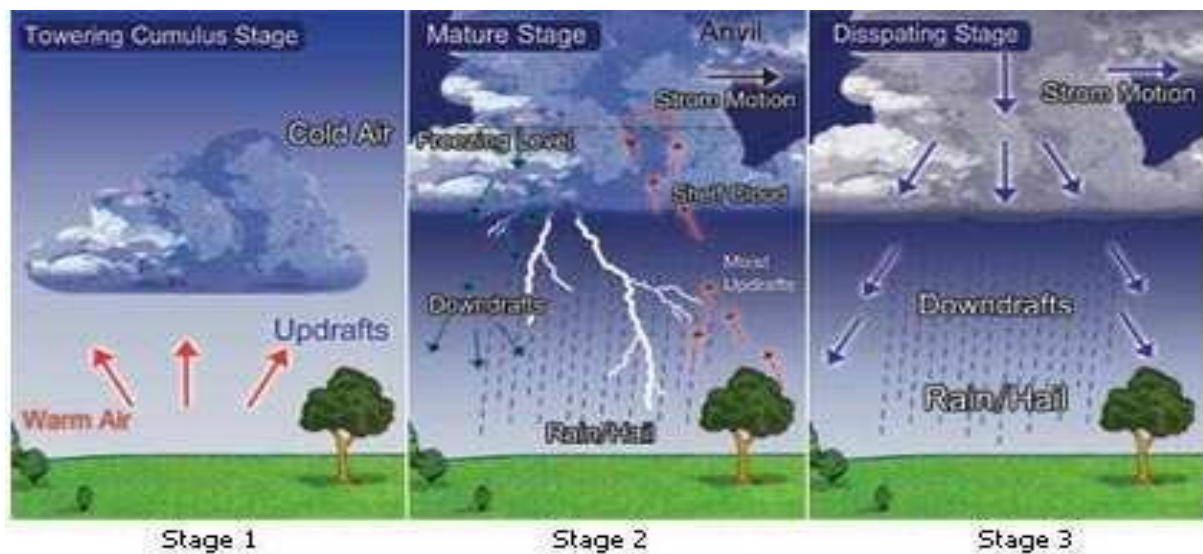 Towering Cumulus Stage
Cold Air
Updrafts
Warm Air
Stage 1
Mature Stage
Anvil
Strom Motion
Freezing Level
Shelf Cloud
Moist
Updrafts
Downdrafts
Rain/Hail
Stage 2
Disspating Stage
Strom Motion
Downdrafts
Rain/Hail
Stage 3